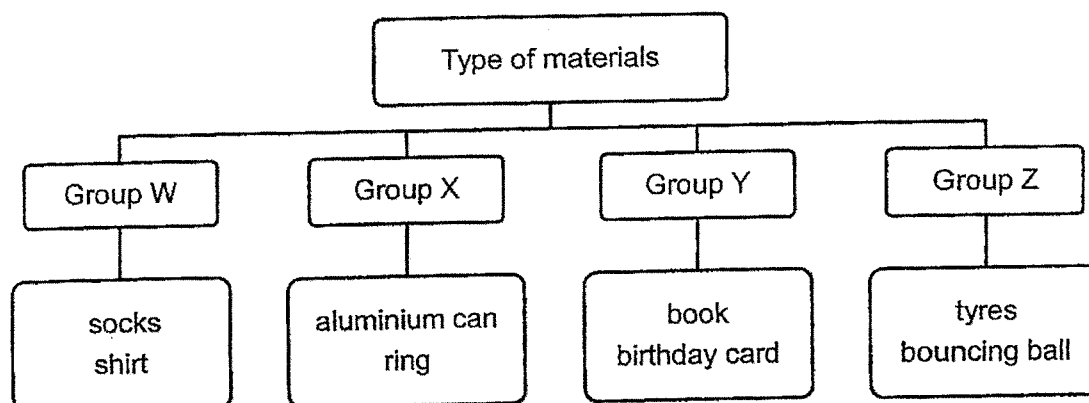 Type of materials
Group W
Group X
Group Y
Group Z
socks
shirt
aluminium can
ring
book
birthday card
tyres
bouncing ball